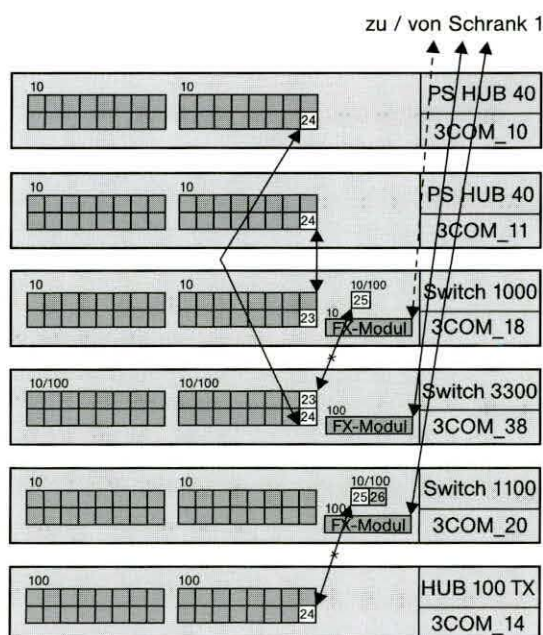 zu / von Schrank 1
10 10 PS HUB 40
24 3COM_10
10 10 PS HUB 40
24 3COM_11
10 10 10/100 Switch 1000
25
10
23 FX-Modul 3COM_18
*
10/100 10/100 23 Switch 3300
100
24 FX-Modul 3COM_38
10 10 10/100 Switch 1100
25 26
100
FX-Modul 3COM_20
*
100 100 HUB 100 TX
24 3COM_14